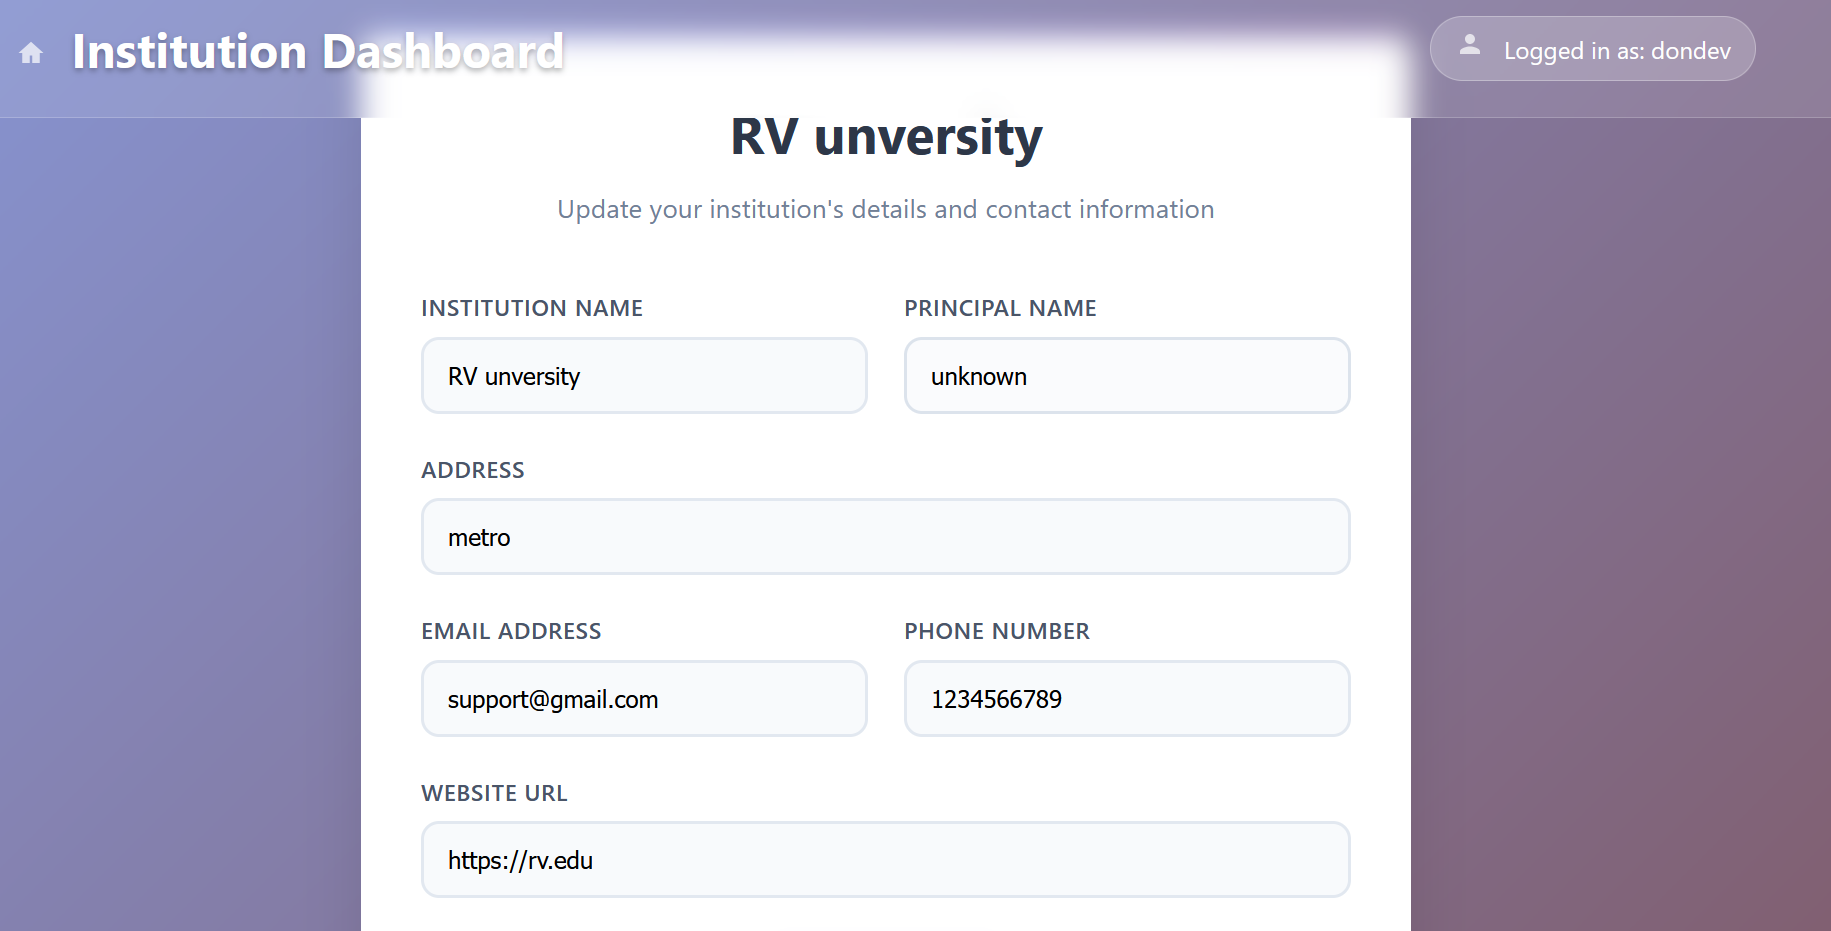 Institution Dashboard
Logged in as: dondev
RV unversity
Update your institution's details and contact information
INSTITUTION NAME
PRINCIPAL NAME
RV unversity
unknown
ADDRESS
metro
EMAIL ADDRESS
PHONE NUMBER
support@gmail.com
1234566789
WEBSITE URL
https://rv.edu